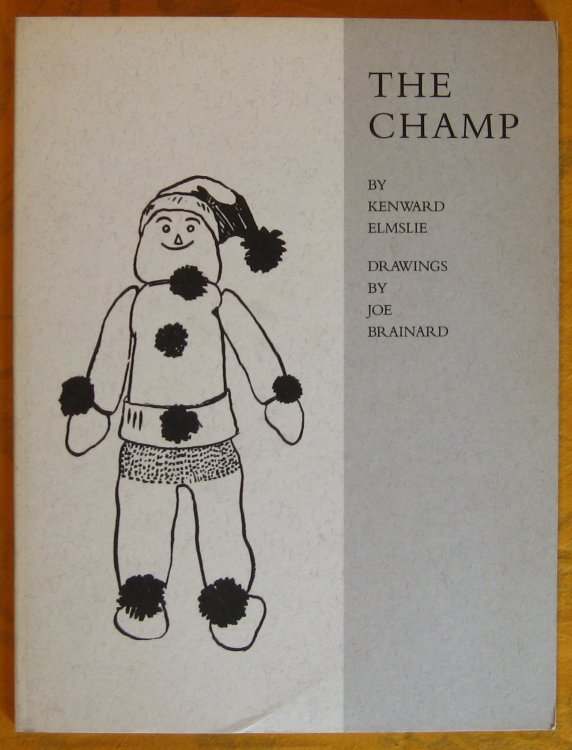 THE
CHAMP
BY
KENWARD
ELMSLIE
DRAWINGS
BY
JOE
BRAINARD